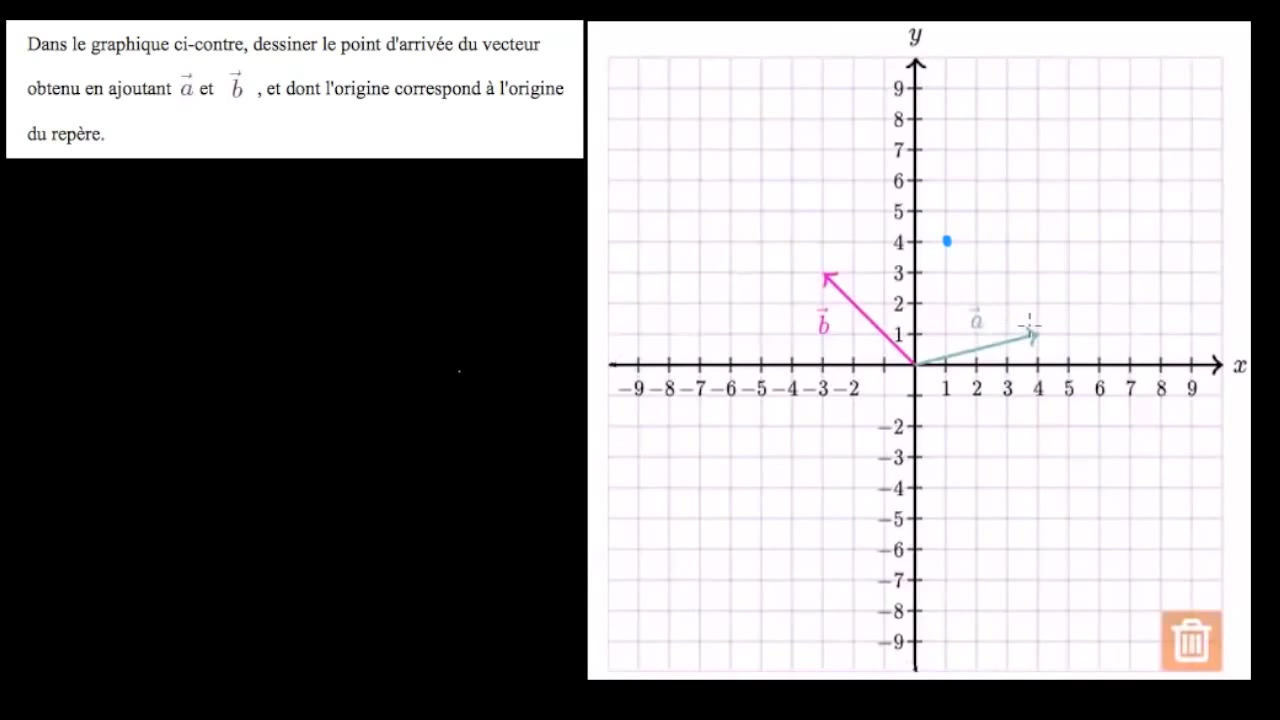 Dans le graphique ci-contre, dessiner le point d'arrivée du vecteur
obtenu en ajoutant a⃗ et b⃗ , et dont l'origine correspond à l'origine
du repère.
y
9
8
7
6
5
4
3
2
1
b⃗
a⃗
x
−9 −8 −7 −6 −5 −4 −3 −2 1 2 3 4 5 6 7 8 9
−2
−3
−4
−5
−6
−7
−8
−9